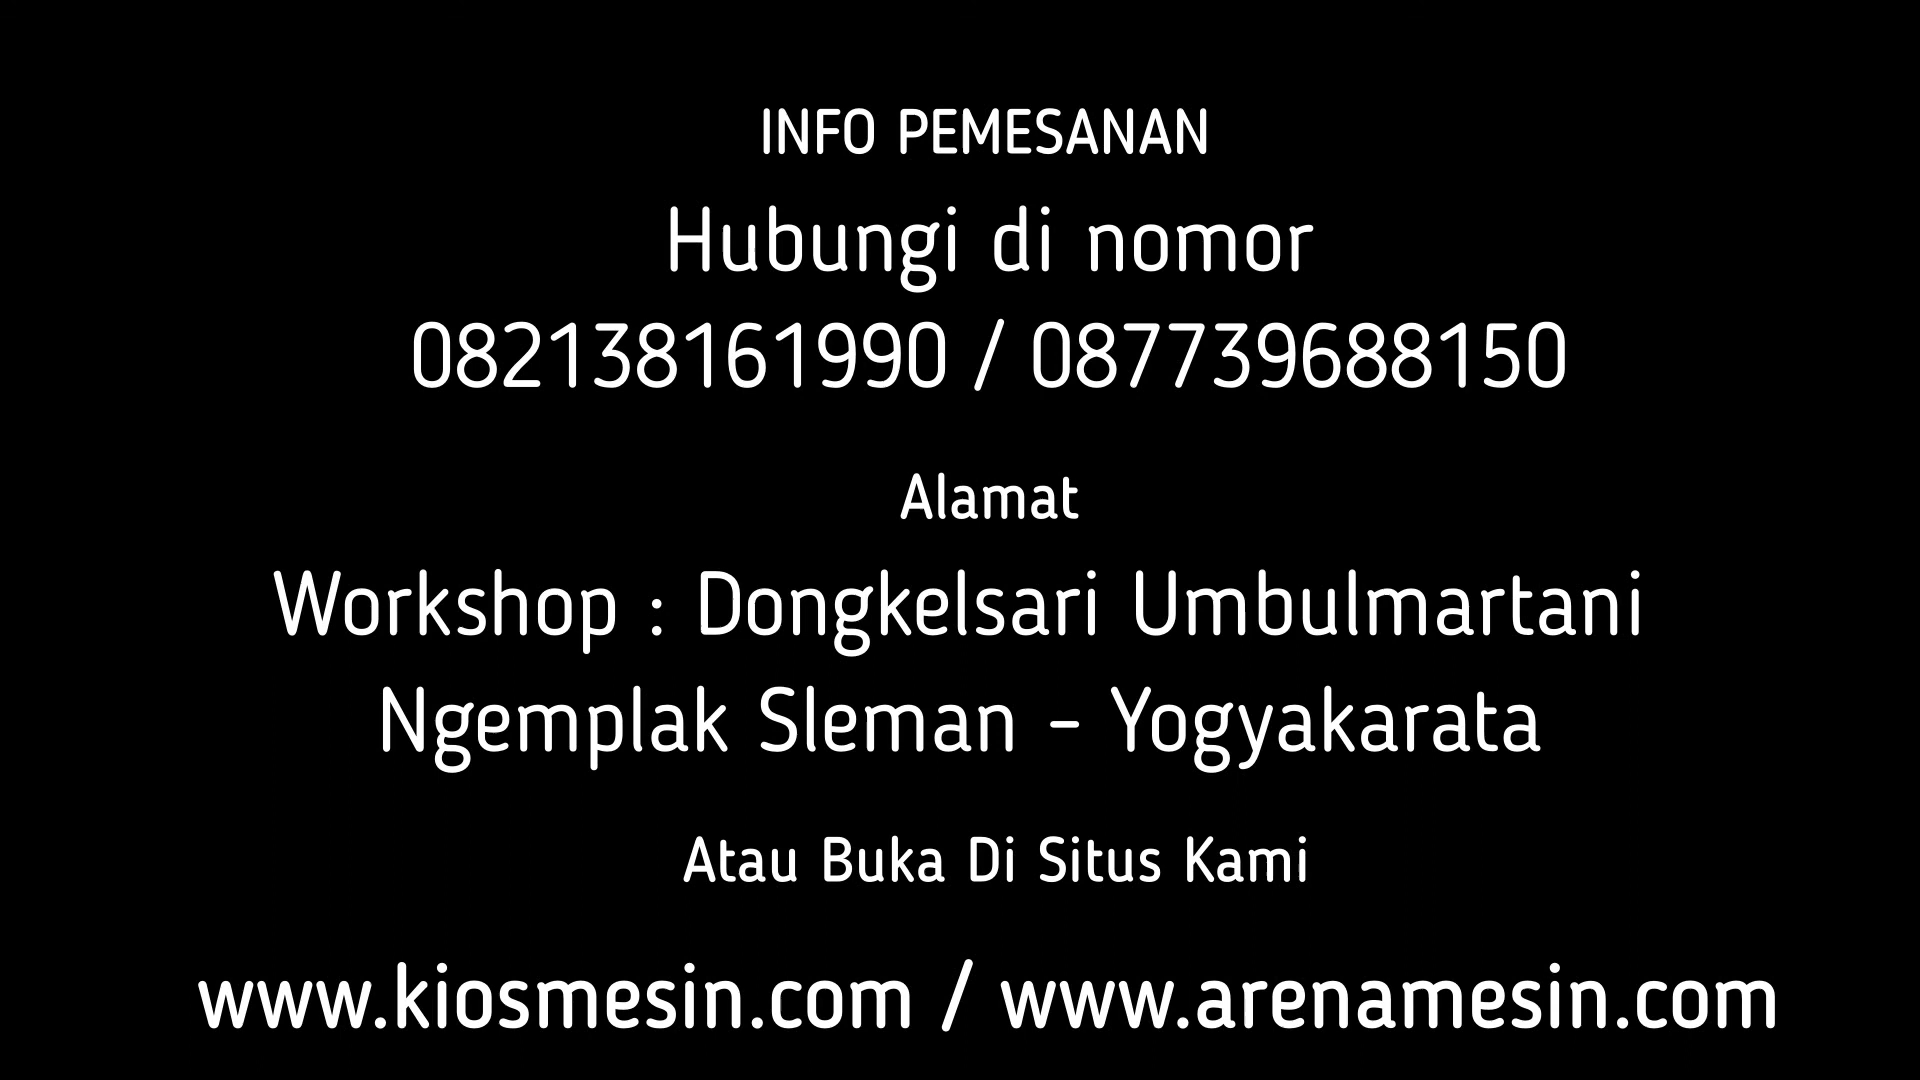 INFO PEMESANAN
Hubungi di nomor
082138161990 / 087739688150
Alamat
Workshop : Dongkelsari Umbulmartani
Ngemplak Sleman - Yogyakarata
Atau Buka Di Situs Kami
www.kiosmesin.com / www.arenamesin.com